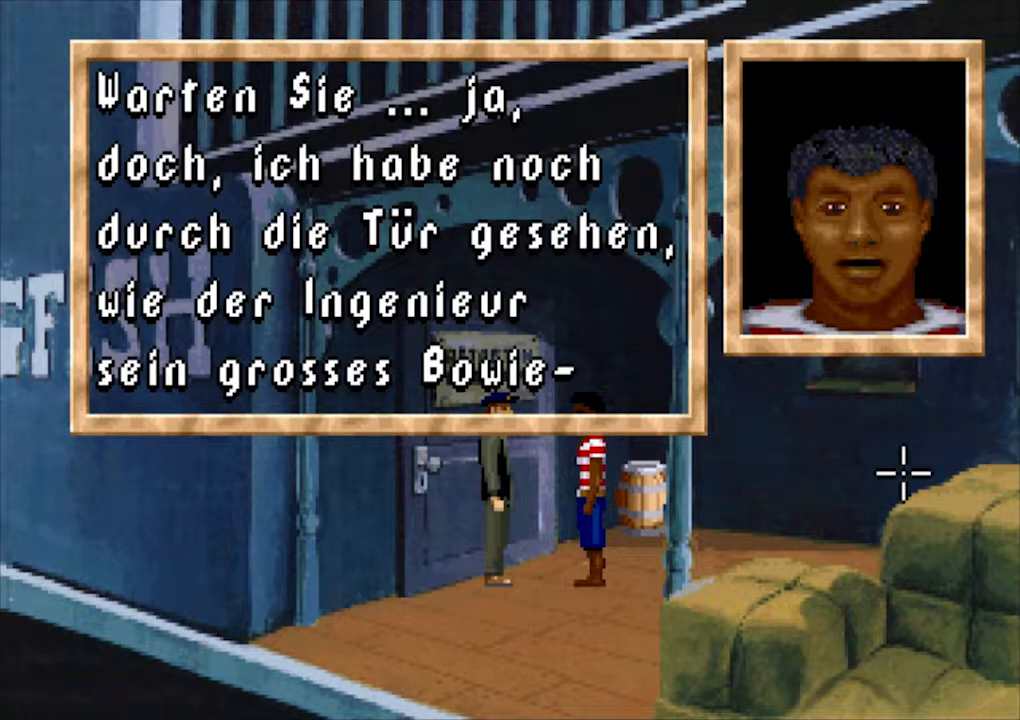 Warten Sie ... ja,
doch, ich habe noch
durch die Tür gesehen,
wie der Ingenieur
sein grosses Bowie-